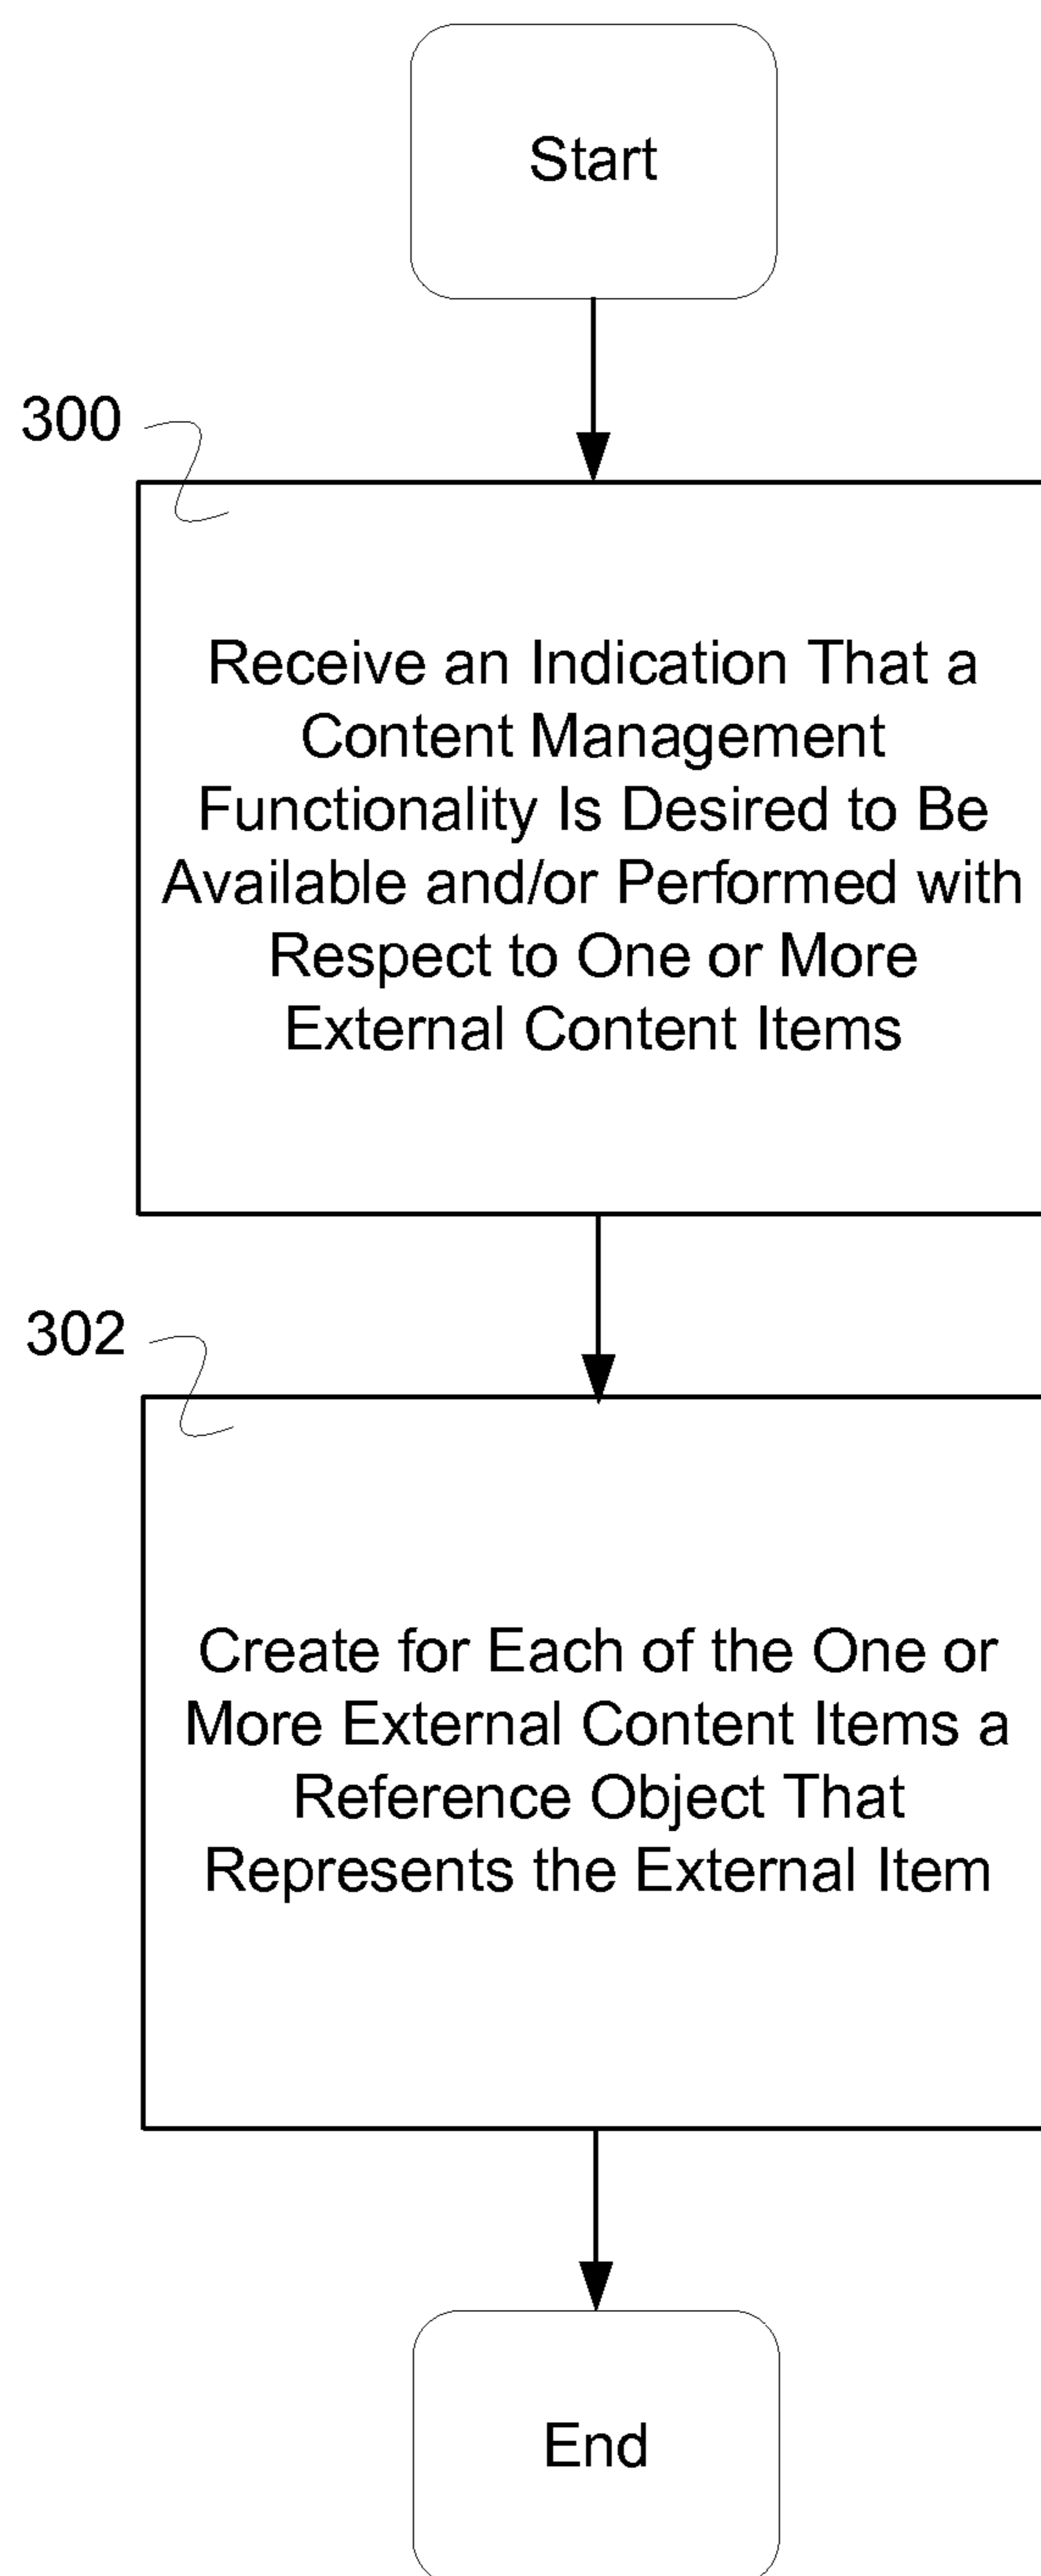 Start
300
Receive an Indication That a
Content Management
Functionality Is Desired to Be
Available and/or Performed with
Respect to One or More
External Content Items
302
Create for Each of the One or
More External Content Items a
Reference Object That
Represents the External Item
End